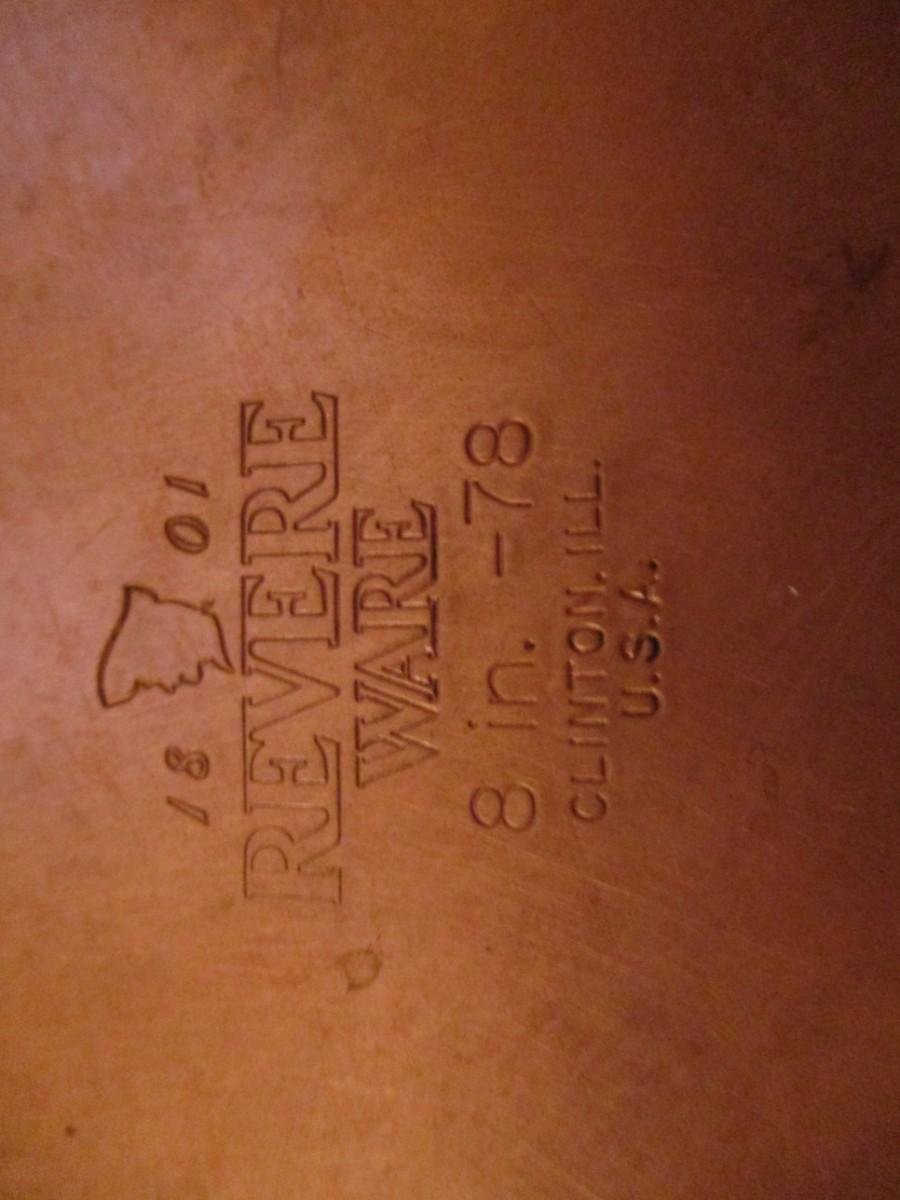 18 01
REVERE
WARE
8 in. -78
CLINTON. ILL.
U.S.A.